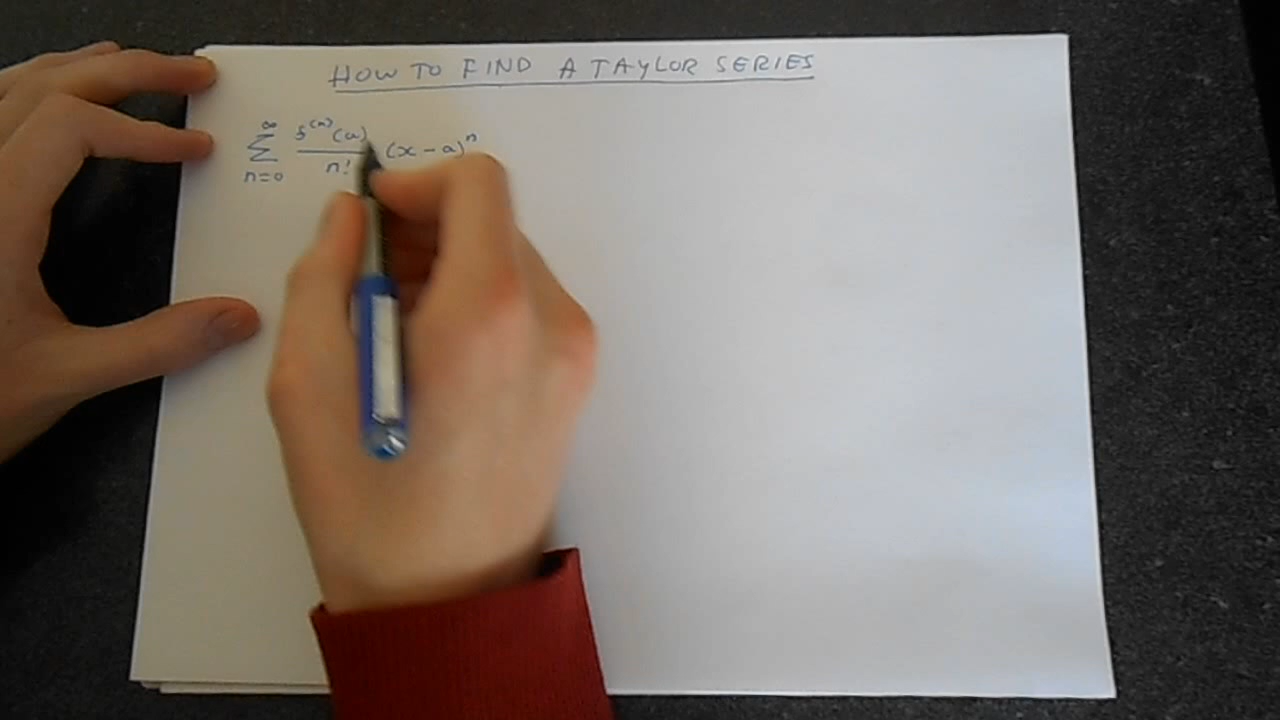 HOW TO FIND A TAYLOR SERIES
∞
∑ f^(n)(a)/n! (x-a)^n
n=0